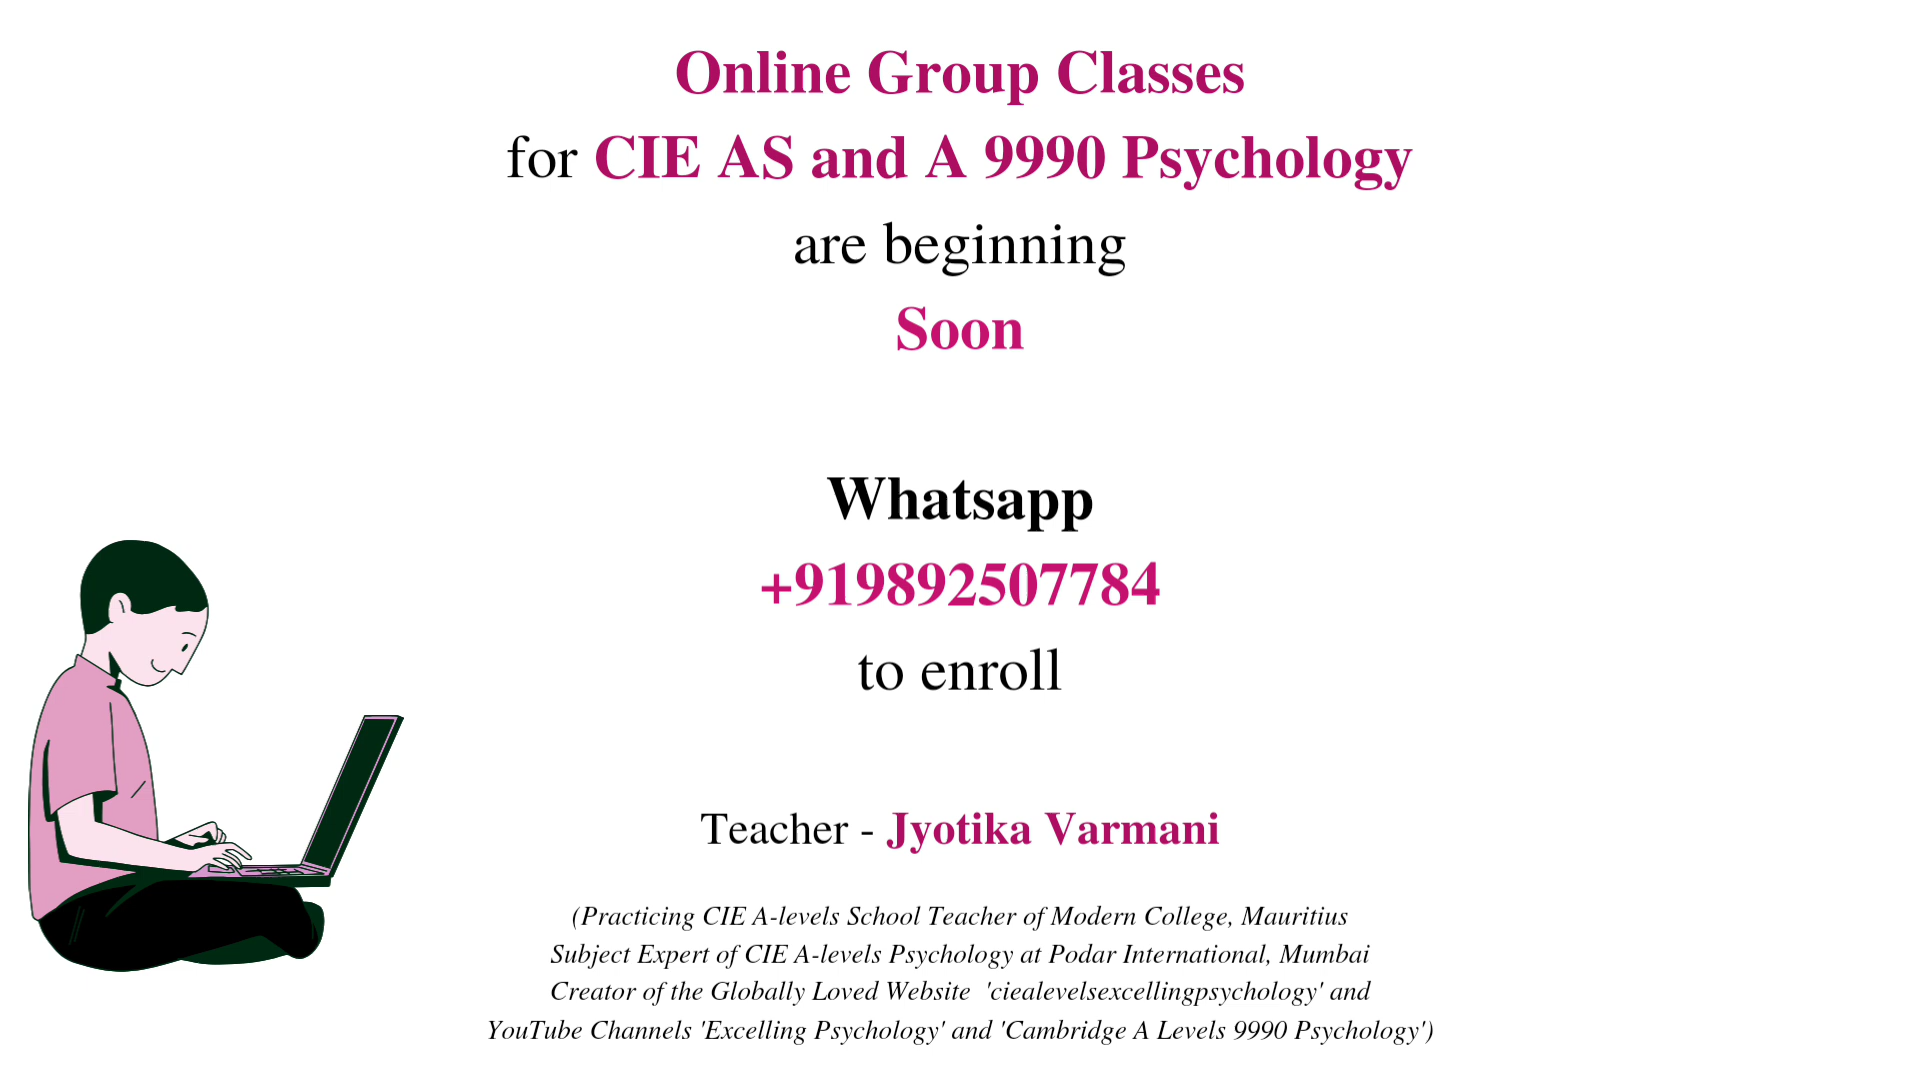 Online Group Classes
for CIE AS and A 9990 Psychology
are beginning
Soon
Whatsapp
+919892507784
to enroll
Teacher - Jyotika Varmani
(Practicing CIE A-levels School Teacher of Modern College, Mauritius
Subject Expert of CIE A-levels Psychology at Podar International, Mumbai
Creator of the Globally Loved Website 'ciealevelsexcellingpsychology' and
YouTube Channels 'Excelling Psychology' and 'Cambridge A Levels 9990 Psychology')